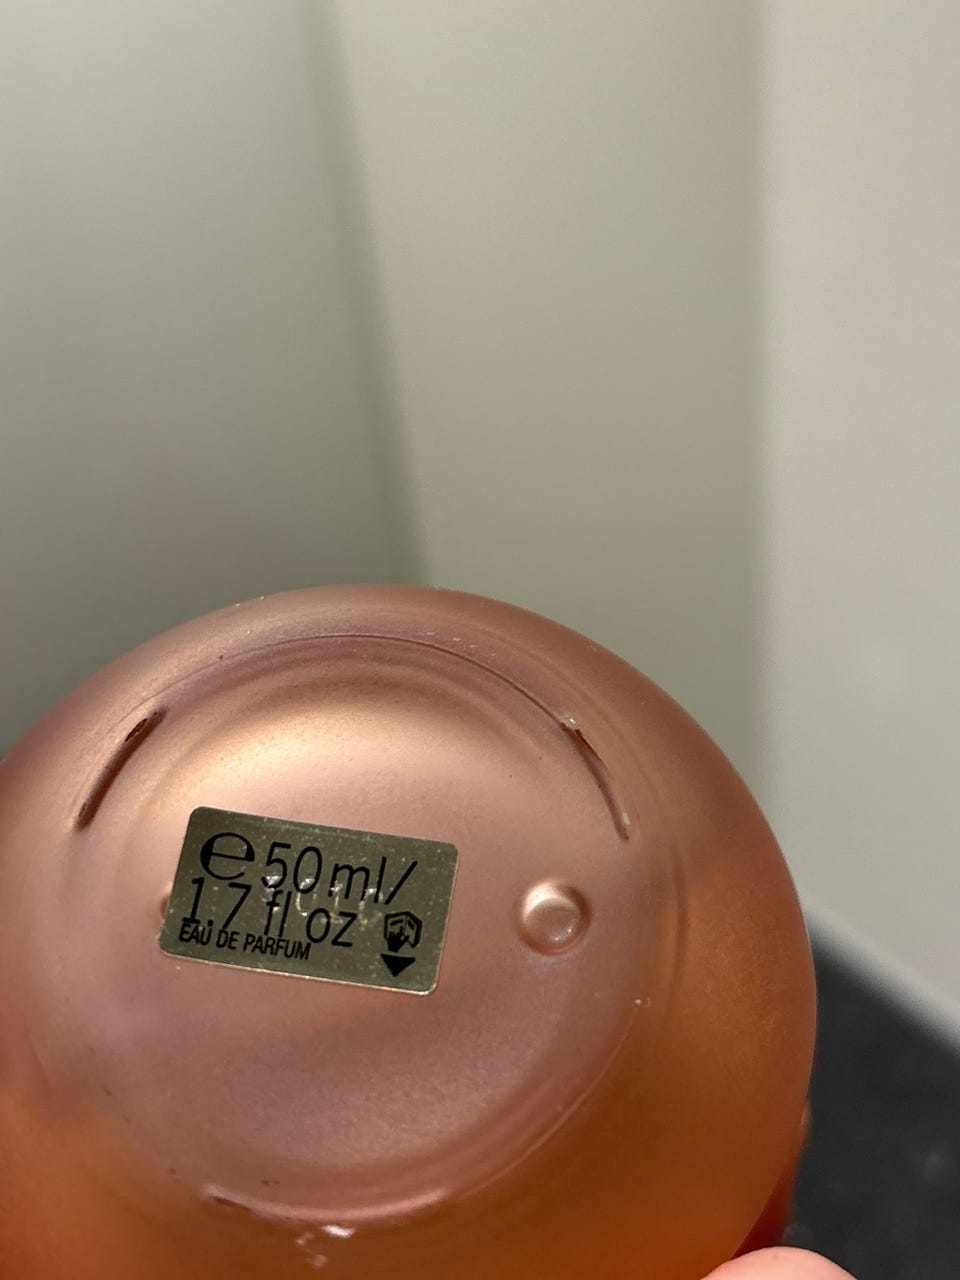 ℮ 50 ml/
1.7 fl oz
EAU DE PARFUM